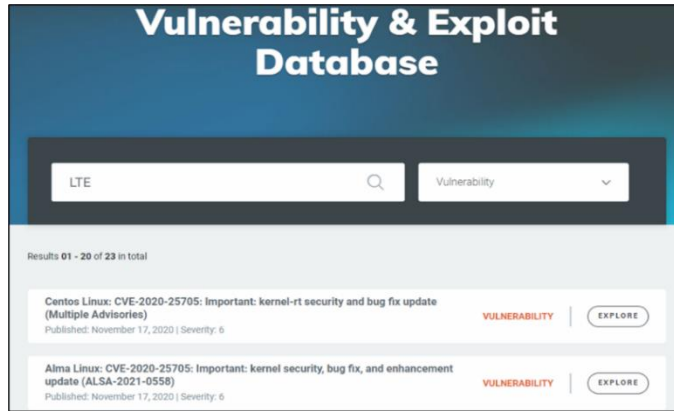 Vulnerability & Exploit
Database
LTE
Vulnerability
Results 01 - 20 of 23 in total
Centos Linux: CVE-2020-25705: Important: kernel-rt security and bug fix update
(Multiple Advisories)
Published: November 17, 2020 | Severity: 6
VULNERABILITY
EXPLORE
Alma Linux: CVE-2020-25705: Important: kernel security, bug fix, and enhancement
update (ALSA-2021-0558)
Published: November 17, 2020 | Severity: 6
VULNERABILITY
EXPLORE